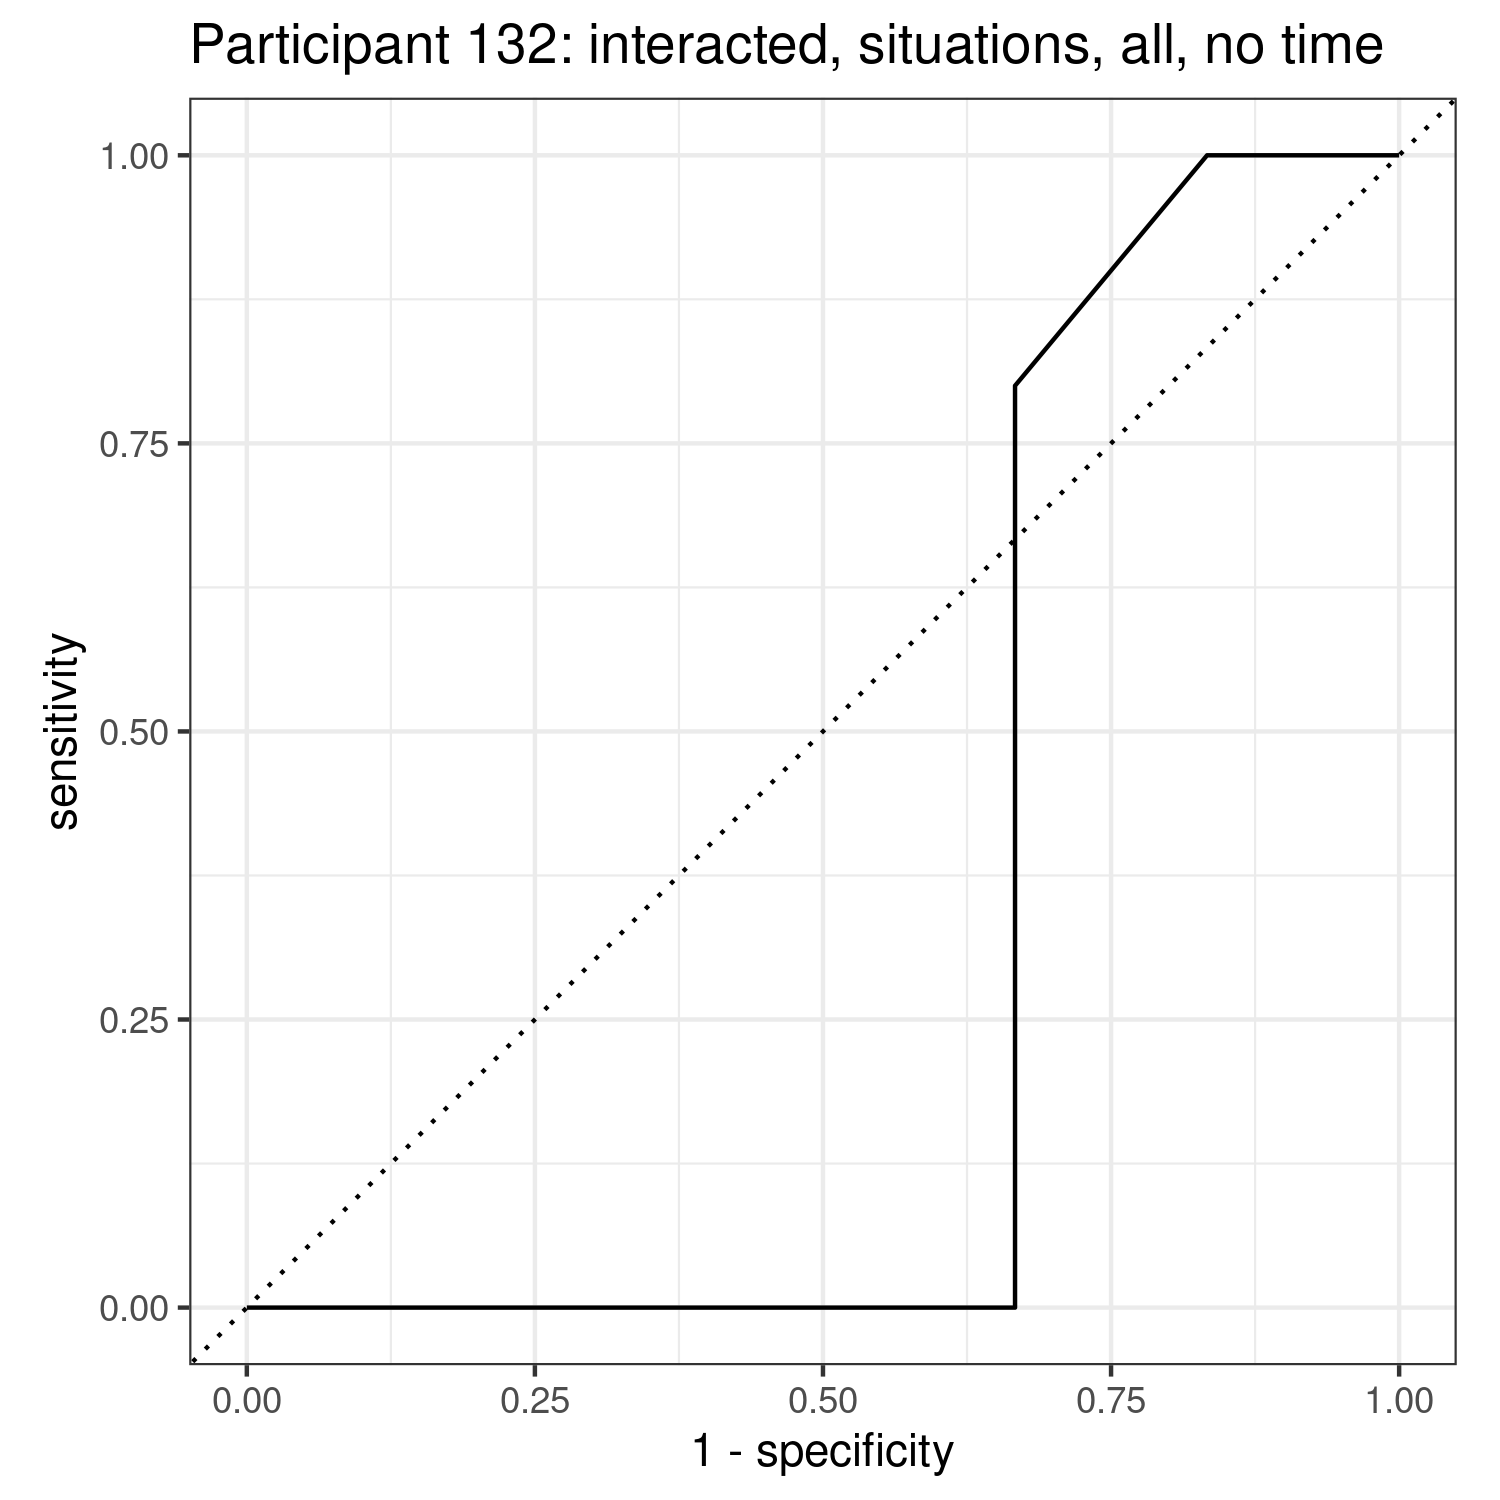 Participant 132: interacted, situations, all, no time
1.00
0.75
0.50
0.25
0.00
sensitivity
0.00 0.25 0.50 0.75 1.00
1 - specificity